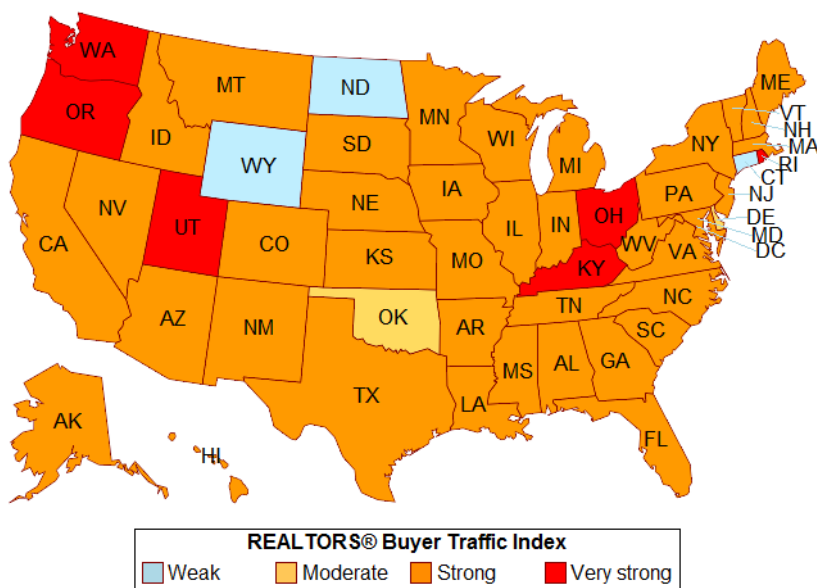 WA
MT
ND
MN
ME
VT
NH
MA
RI
CT
NJ
DE
MD
DC
OR
ID
WY
SD
WI
MI
NY
PA
NV
UT
CO
NE
IA
IL
IN
OH
WV
VA
CA
KS
MO
KY
AZ
NM
OK
AR
TN
NC
SC
TX
LA
MS
AL
GA
FL
AK
HI
REALTORS® Buyer Traffic Index
Weak Moderate Strong Very strong